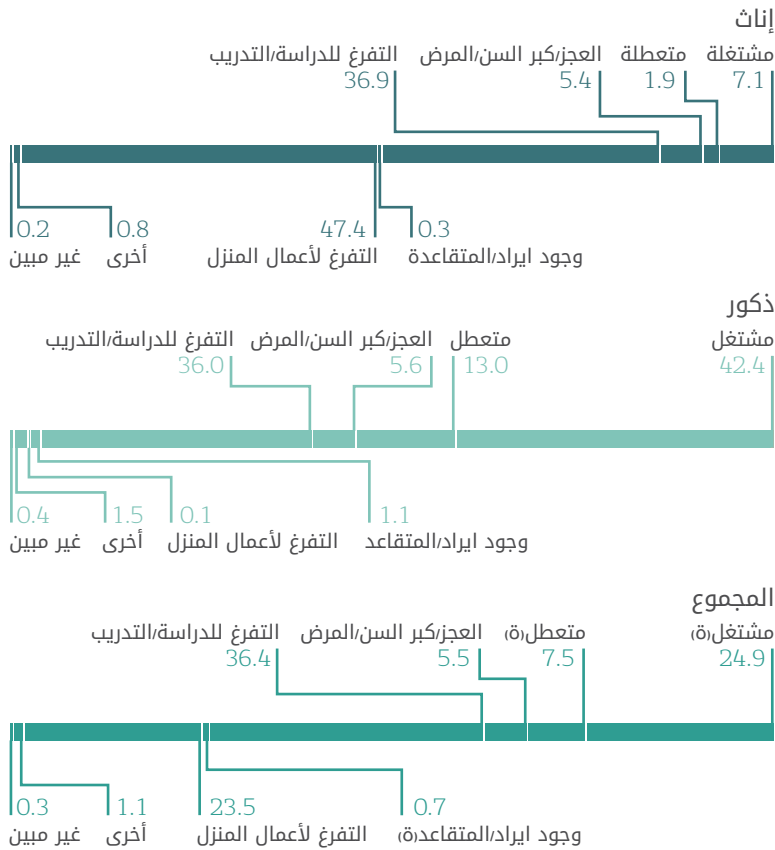 إناث
مشتغلة متعطلة العجز/كبر السن/المرض التفرغ للدراسة/التدريب
7.1 1.9 5.4 36.9
0.3 47.4 0.8 0.2
وجود ايراد/المتقاعدة التفرغ لأعمال المنزل أخرى غير مبين
ذكور
مشتغل متعطل العجز/كبر السن/المرض التفرغ للدراسة/التدريب
42.4 13.0 5.6 36.0
1.1 0.1 1.5 0.4
وجود ايراد/المتقاعد التفرغ لأعمال المنزل أخرى غير مبين
المجموع
مشتغل(ة) متعطل(ة) العجز/كبر السن/المرض التفرغ للدراسة/التدريب
24.9 7.5 5.5 36.4
0.7 23.5 1.1 0.3
وجود ايراد/المتقاعد(ة) التفرغ لأعمال المنزل أخرى غير مبين